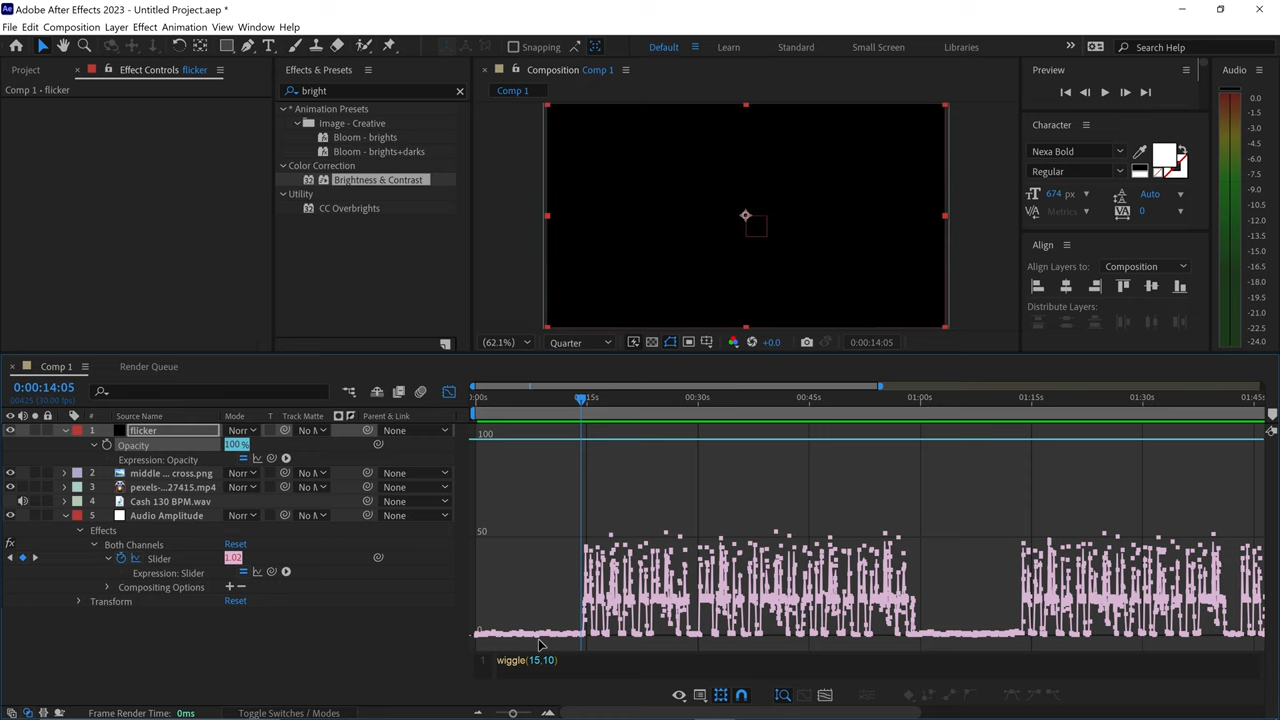 Adobe After Effects 2023 - Untitled Project.aep *
File Edit Composition Layer Effect Animation View Window Help
Snapping
Default
Learn
Standard
Small Screen
Libraries
Search Help
Project
Effect Controls flicker
Effects & Presets
Composition Comp 1
Preview
Audio
Comp 1 • flicker
bright
Comp 1
* Animation Presets
Image - Creative
Bloom - brights
Bloom - brights+darks
Color Correction
Brightness & Contrast
Utility
CC Overbrights
Character
Nexa Bold
Regular
674 px
Auto
Metrics
0
Align
Align Layers to:
Composition
Distribute Layers:
0.0
-1.5
-3.0
-4.5
-6.0
-7.5
-9.0
-10.5
-12.0
-13.5
-15.0
-16.5
-18.0
-19.5
-21.0
-22.5
-24.0
(62.1%)
Quarter
+0.0
0:00:14:05
Comp 1
Render Queue
0:00:14:05
00425 (30.00 fps)
:00s
00:15s
00:30s
00:45s
01:00s
01:15s
01:30s
01:45s
# Source Name Mode T Track Matte Parent & Link
1 flicker Norr No M None
Opacity 100 %
Expression: Opacity
2 middle ... cross.png Norr No M None
3 pexels-...27415.mp4 Norr No M None
4 Cash 130 BPM.wav None
5 Audio Amplitude Norr No M None
Effects
Both Channels Reset
Slider 1.02
Expression: Slider
Compositing Options + −
Transform Reset
100
50
0
1 wiggle(15,10)
Frame Render Time: 0ms
Toggle Switches / Modes